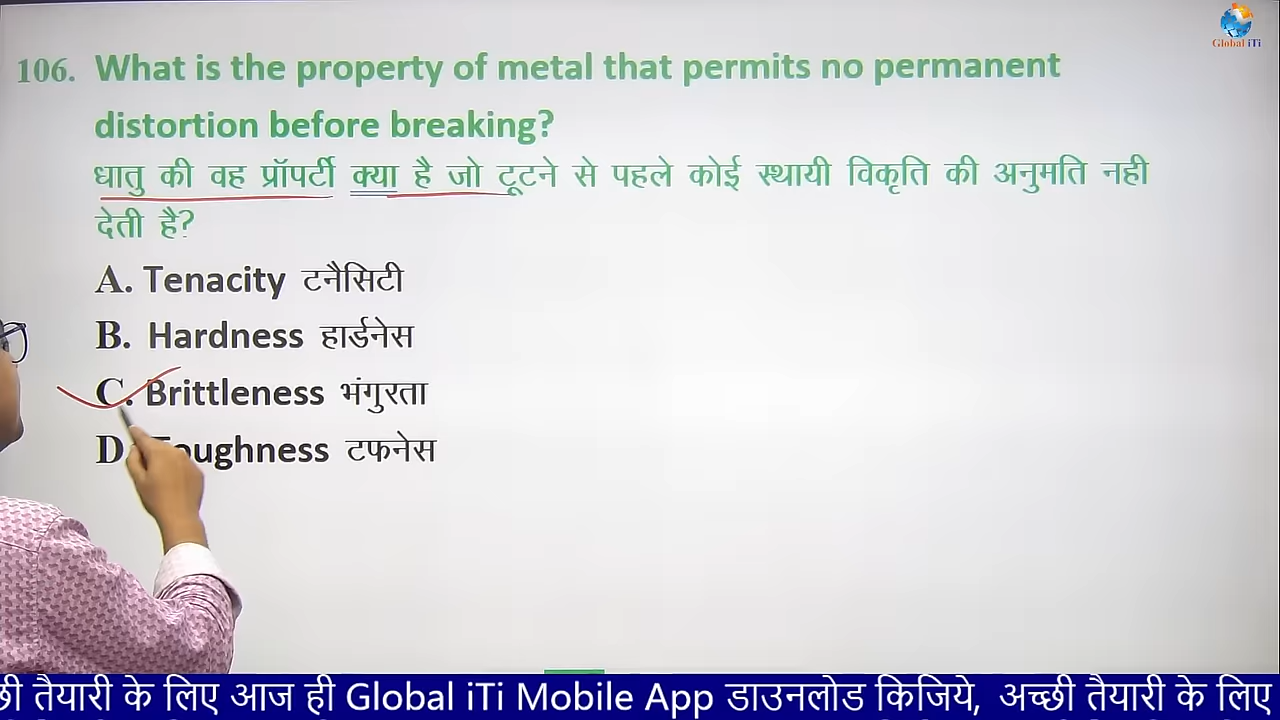 Global iTi
106. What is the property of metal that permits no permanent
distortion before breaking?
धातु की वह प्रॉपर्टी क्या है जो टूटने से पहले कोई स्थायी विकृति की अनुमति नही
देती है?
A. Tenacity टनैसिटी
B. Hardness हार्डनेस
C. Brittleness भंगुरता
D. Toughness टफनेस
तैयारी के लिए आज ही Global iTi Mobile App डाउनलोड किजिये, अच्छी तैयारी के लिए